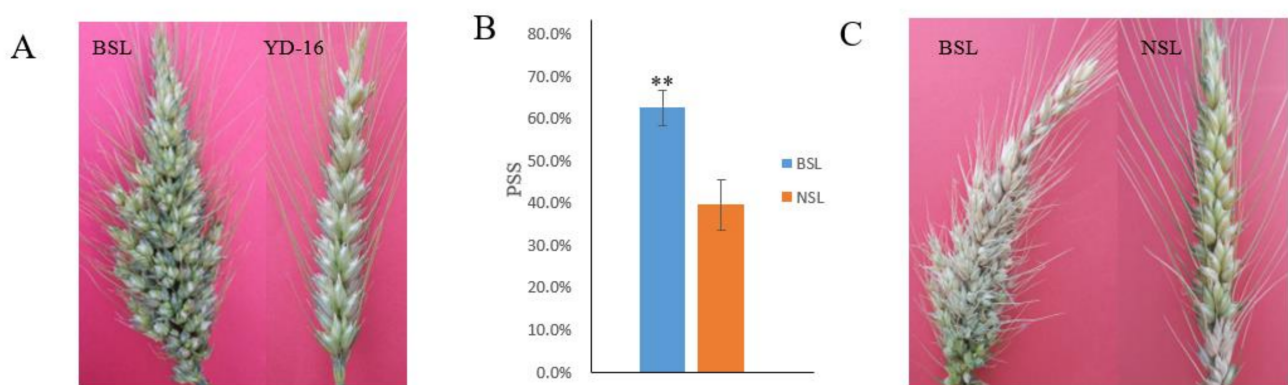 A
BSL
YD-16
B
80.0%
70.0%
60.0%
50.0%
40.0%
30.0%
20.0%
10.0%
0.0%
PSS
**
BSL
NSL
C
BSL
NSL